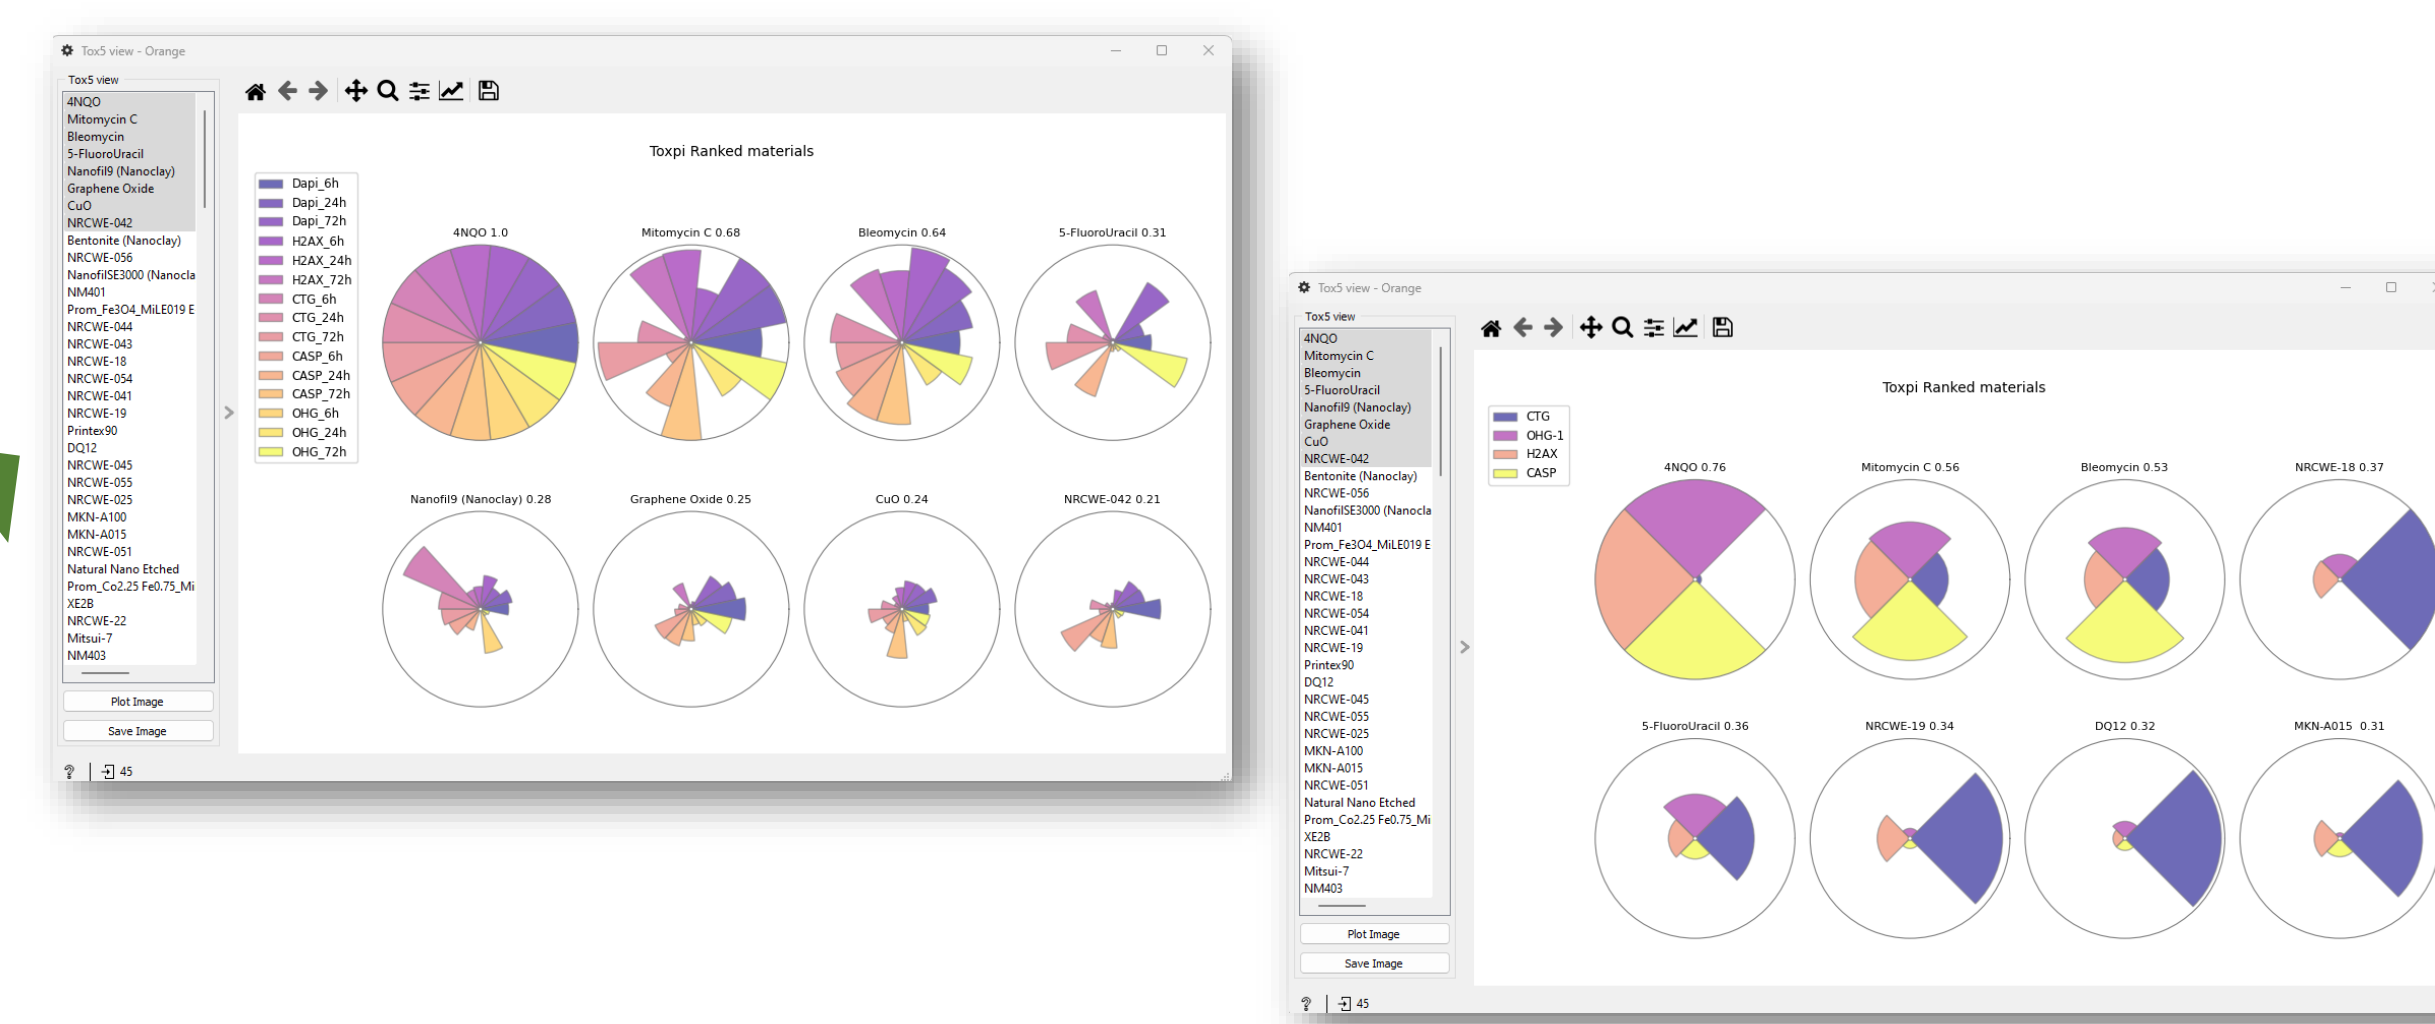 Tox5 view - Orange
Tox5 view
4NQO
Mitomycin C
Bleomycin
5-FluoroUracil
Nanofil9 (Nanoclay)
Graphene Oxide
CuO
NRCWE-042
Bentonite (Nanoclay)
NRCWE-056
NanofilSE3000 (Nanocla
NM401
Prom_Fe3O4_MiLE019 E
NRCWE-044
NRCWE-043
NRCWE-18
NRCWE-054
NRCWE-041
NRCWE-19
Printex90
DQ12
NRCWE-045
NRCWE-055
NRCWE-025
MKN-A100
MKN-A015
NRCWE-051
Natural Nano Etched
Prom_Co2.25 Fe0.75_Mi
XE2B
NRCWE-22
Mitsui-7
NM403
Plot Image
Save Image
? 45
Toxpi Ranked materials
Dapi_6h
Dapi_24h
Dapi_72h
H2AX_6h
H2AX_24h
H2AX_72h
CTG_6h
CTG_24h
CTG_72h
CASP_6h
CASP_24h
CASP_72h
OHG_6h
OHG_24h
OHG_72h
4NQO 1.0
Mitomycin C 0.68
Bleomycin 0.64
5-FluoroUracil 0.31
Nanofil9 (Nanoclay) 0.28
Graphene Oxide 0.25
CuO 0.24
NRCWE-042 0.21
Tox5 view - Orange
Tox5 view
4NQO
Mitomycin C
Bleomycin
5-FluoroUracil
Nanofil9 (Nanoclay)
Graphene Oxide
CuO
NRCWE-042
Bentonite (Nanoclay)
NRCWE-056
NanofilSE3000 (Nanocla
NM401
Prom_Fe3O4_MiLE019 E
NRCWE-044
NRCWE-043
NRCWE-18
NRCWE-054
NRCWE-041
NRCWE-19
Printex90
DQ12
NRCWE-045
NRCWE-055
NRCWE-025
MKN-A100
MKN-A015
NRCWE-051
Natural Nano Etched
Prom_Co2.25 Fe0.75_Mi
XE2B
NRCWE-22
Mitsui-7
NM403
Plot Image
Save Image
? 45
Toxpi Ranked materials
CTG
OHG-1
H2AX
CASP
4NQO 0.76
Mitomycin C 0.56
Bleomycin 0.53
NRCWE-18 0.37
5-FluoroUracil 0.36
NRCWE-19 0.34
DQ12 0.32
MKN-A015 0.31